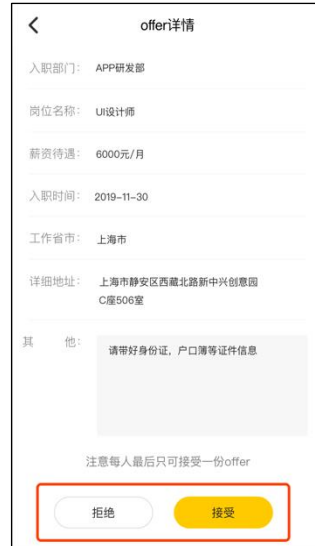 offer详情
入职部门： APP研发部
岗位名称： UI设计师
薪资待遇： 6000元/月
入职时间： 2019-11-30
工作省市： 上海市
详细地址： 上海市静安区西藏北路新中兴创意园
C座506室
其 他： 请带好身份证，户口簿等证件信息
注意每人最后只可接受一份offer
拒绝 接受